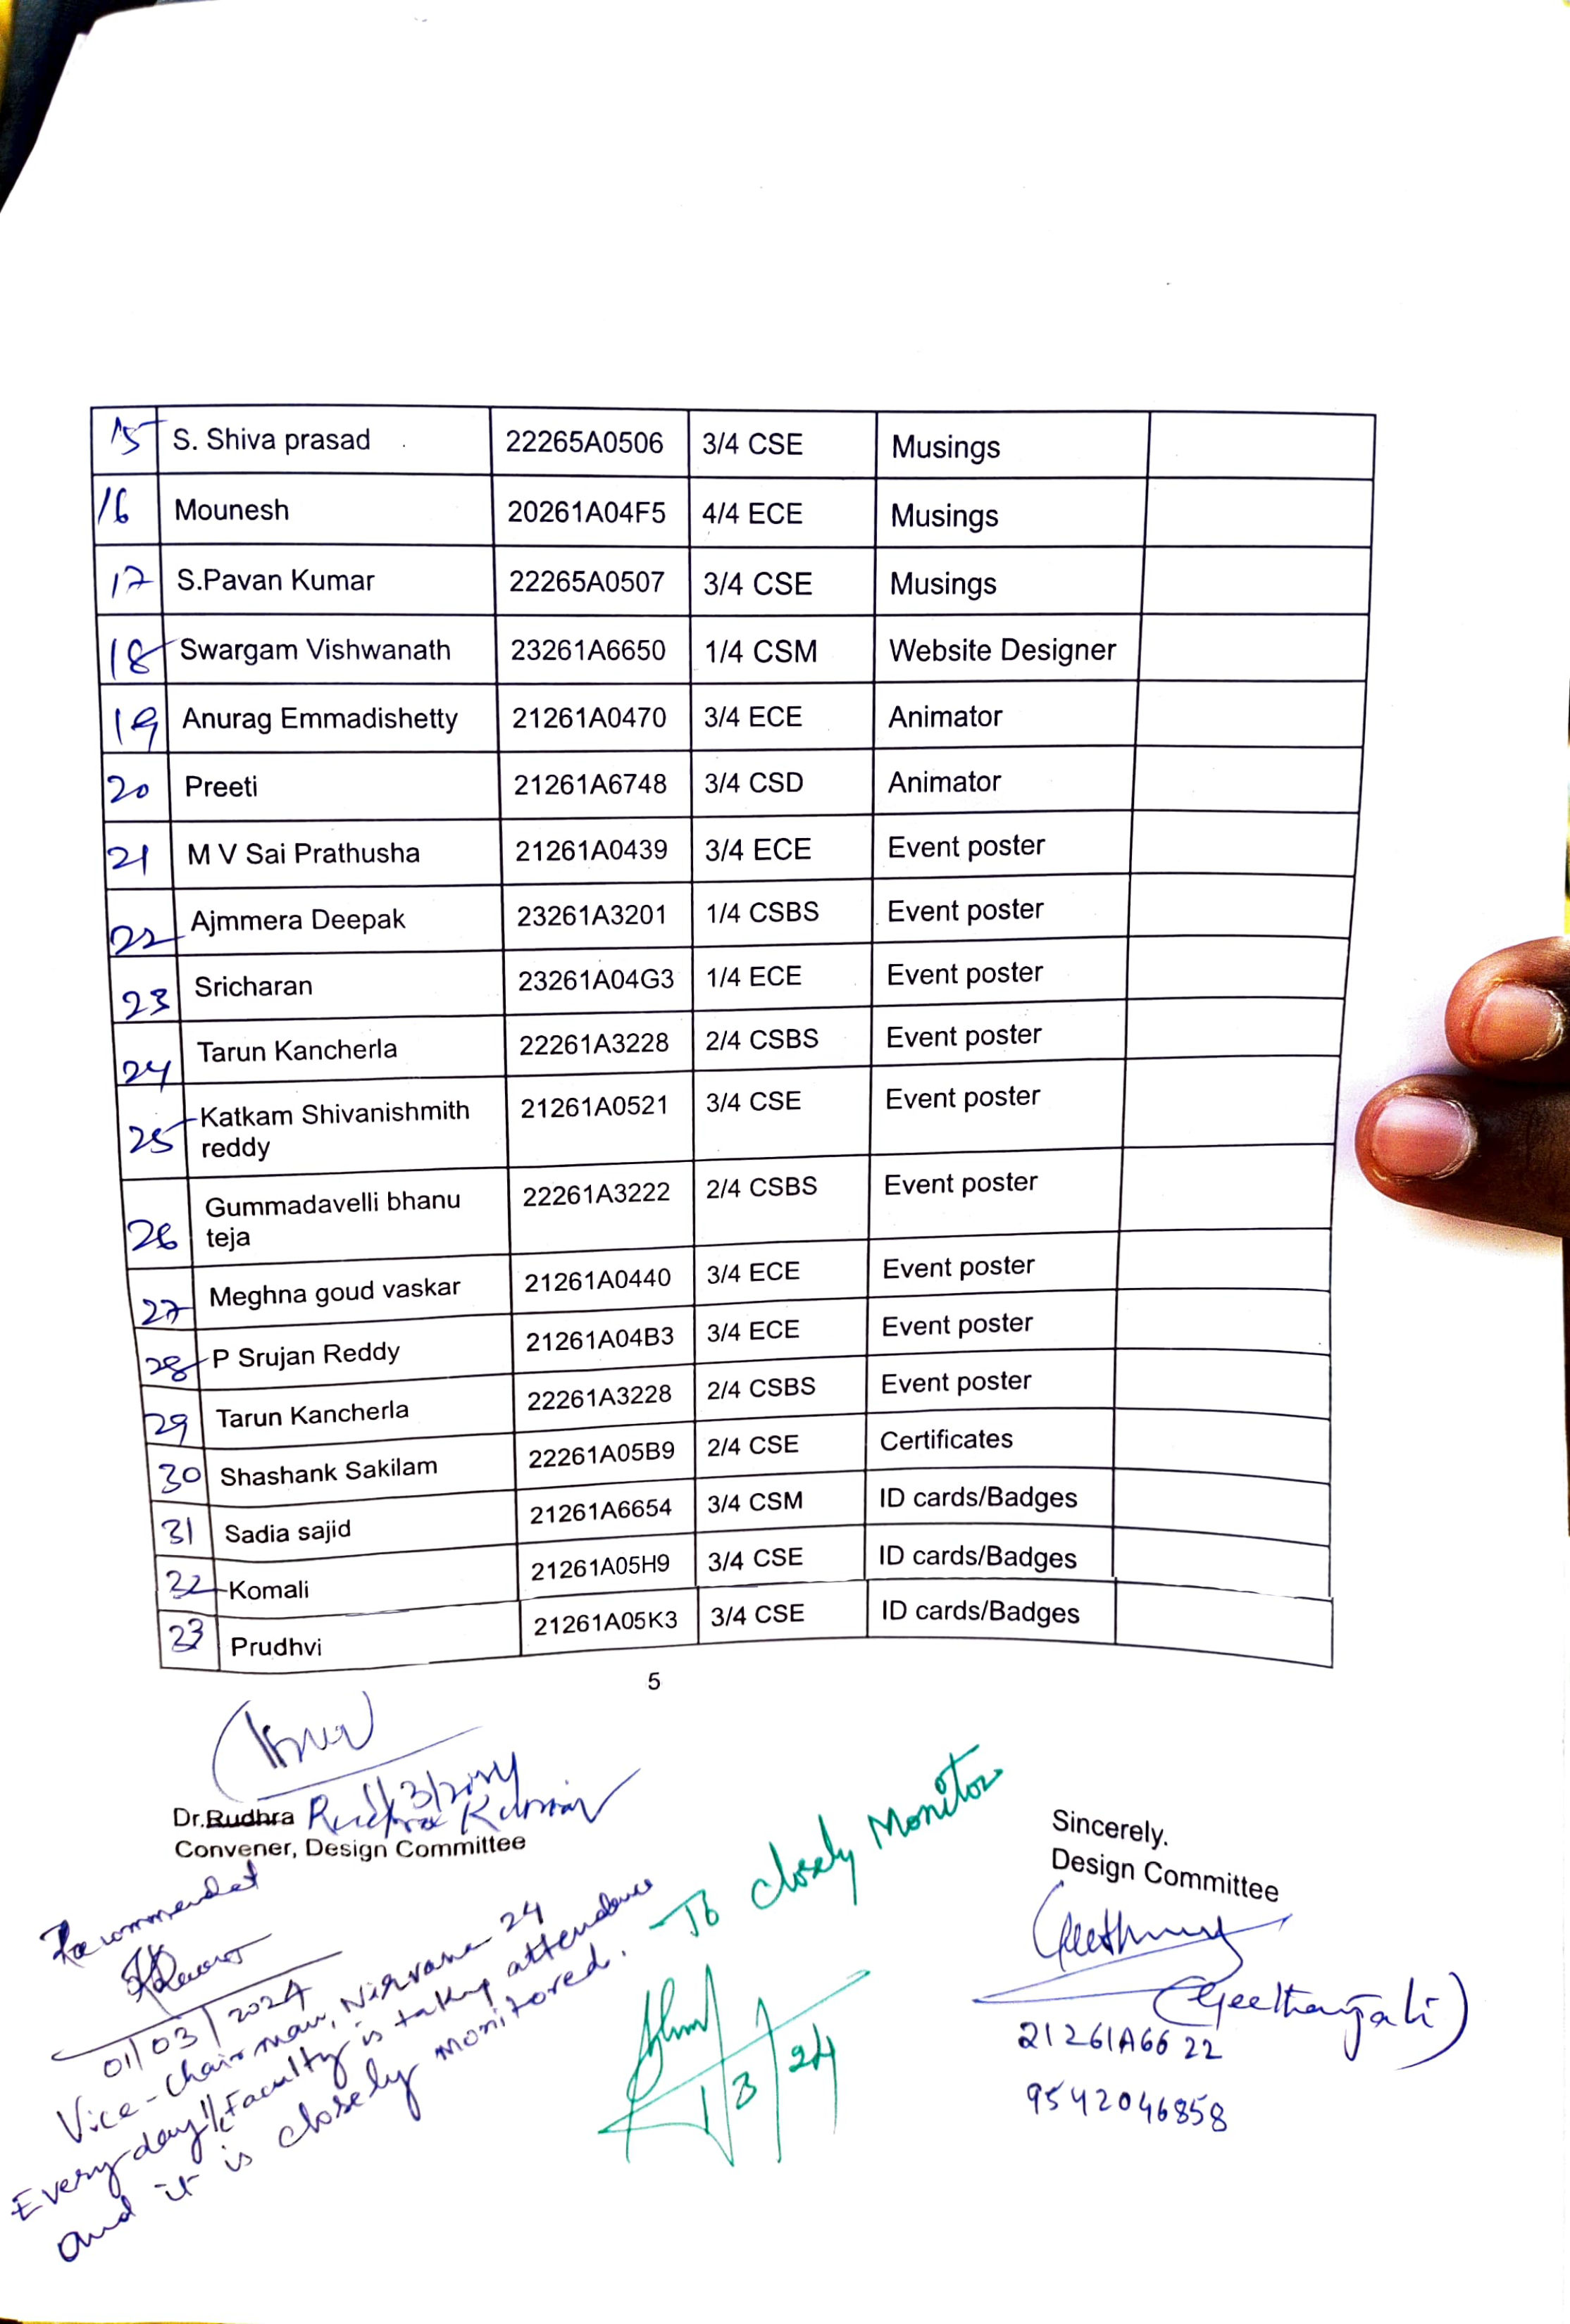 15 S. Shiva prasad 22265A0506 3/4 CSE Musings
16 Mounesh 20261A04F5 4/4 ECE Musings
17 S.Pavan Kumar 22265A0507 3/4 CSE Musings
18 Swargam Vishwanath 23261A6650 1/4 CSM Website Designer
19 Anurag Emmadishetty 21261A0470 3/4 ECE Animator
20 Preeti 21261A6748 3/4 CSD Animator
21 M V Sai Prathusha 21261A0439 3/4 ECE Event poster
22 Ajmmera Deepak 23261A3201 1/4 CSBS Event poster
23 Sricharan 23261A04G3 1/4 ECE Event poster
24 Tarun Kancherla 22261A3228 2/4 CSBS Event poster
25 Katkam Shivanishmith 21261A0521 3/4 CSE Event poster
reddy
26 Gummadavelli bhanu 22261A3222 2/4 CSBS Event poster
teja
27 Meghna goud vaskar 21261A0440 3/4 ECE Event poster
28 P Srujan Reddy 21261A04B3 3/4 ECE Event poster
29 Tarun Kancherla 22261A3228 2/4 CSBS Event poster
30 Shashank Sakilam 22261A05B9 2/4 CSE Certificates
31 Sadia sajid 21261A6654 3/4 CSM ID cards/Badges
32 Komali 21261A05H9 3/4 CSE ID cards/Badges
23 Prudhvi 21261A05K3 3/4 CSE ID cards/Badges
5
Dr.Rudhra Rudhra Kumar
Convener, Design Committee
Recommended
01/03/2024
Vice-Chairman, Nirvana 24
Everyday Faculty is taking attendance
and it is closely monitored.
To closely Monitor
1/3/24
Sincerely.
Design Committee
(Geethanjali)
21261A6622
9542046858